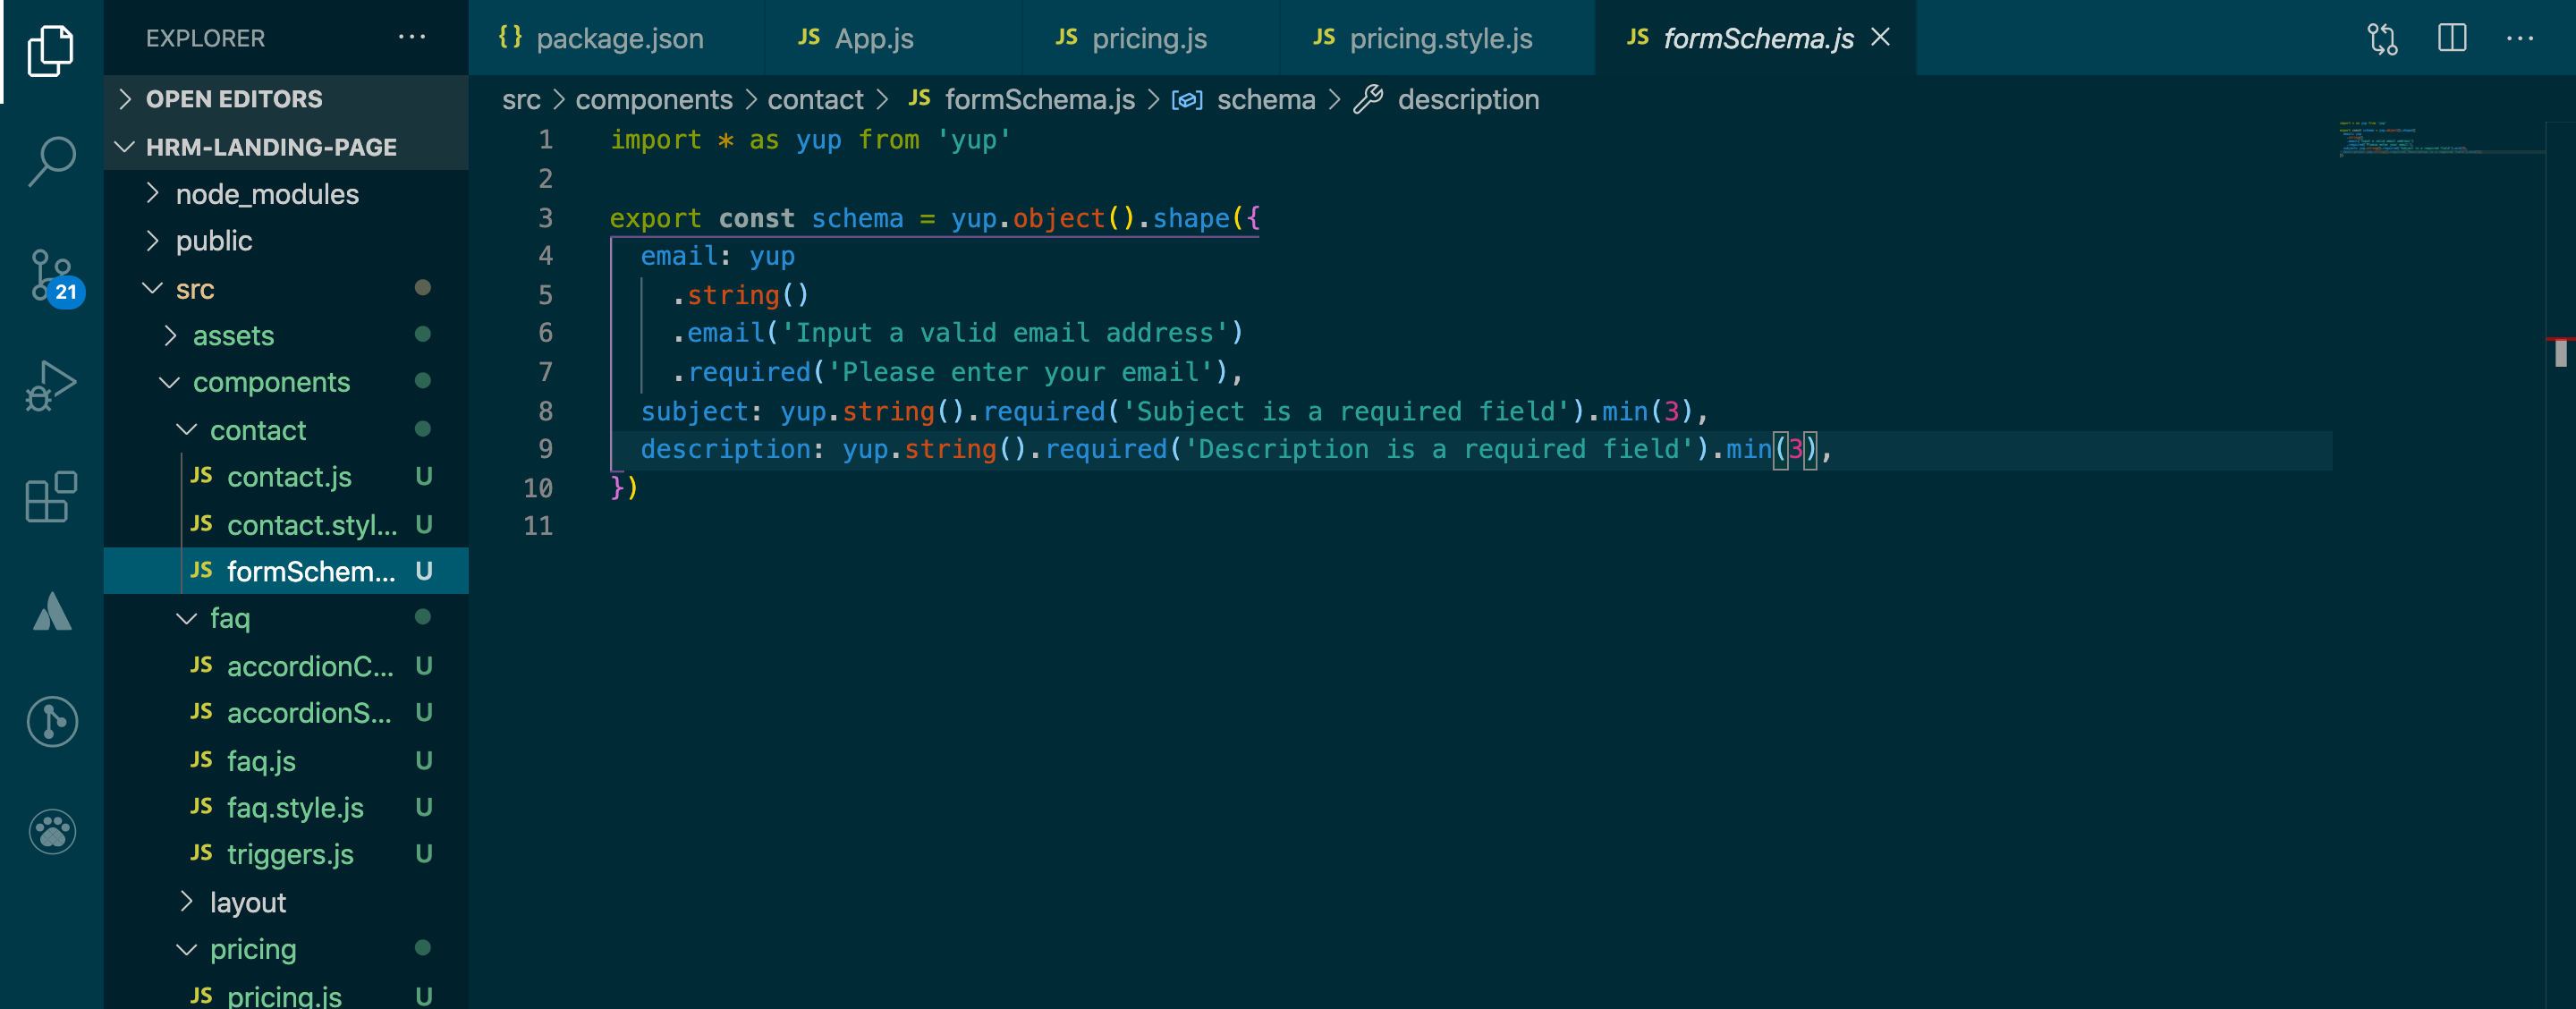 EXPLORER
OPEN EDITORS
HRM-LANDING-PAGE
node_modules
public
src
assets
components
contact
JS contact.js U
JS contact.styl... U
JS formSchem... U
faq
JS accordionC... U
JS accordionS... U
JS faq.js U
JS faq.style.js U
JS triggers.js U
layout
pricing
JS pricing.js U
21
{} package.json
JS App.js
JS pricing.js
JS pricing.style.js
JS formSchema.js
src > components > contact > JS formSchema.js > schema > description
1 import * as yup from 'yup'
2
3 export const schema = yup.object().shape({
4 email: yup
5 .string()
6 .email('Input a valid email address')
7 .required('Please enter your email'),
8 subject: yup.string().required('Subject is a required field').min(3),
9 description: yup.string().required('Description is a required field').min(3),
10 })
11